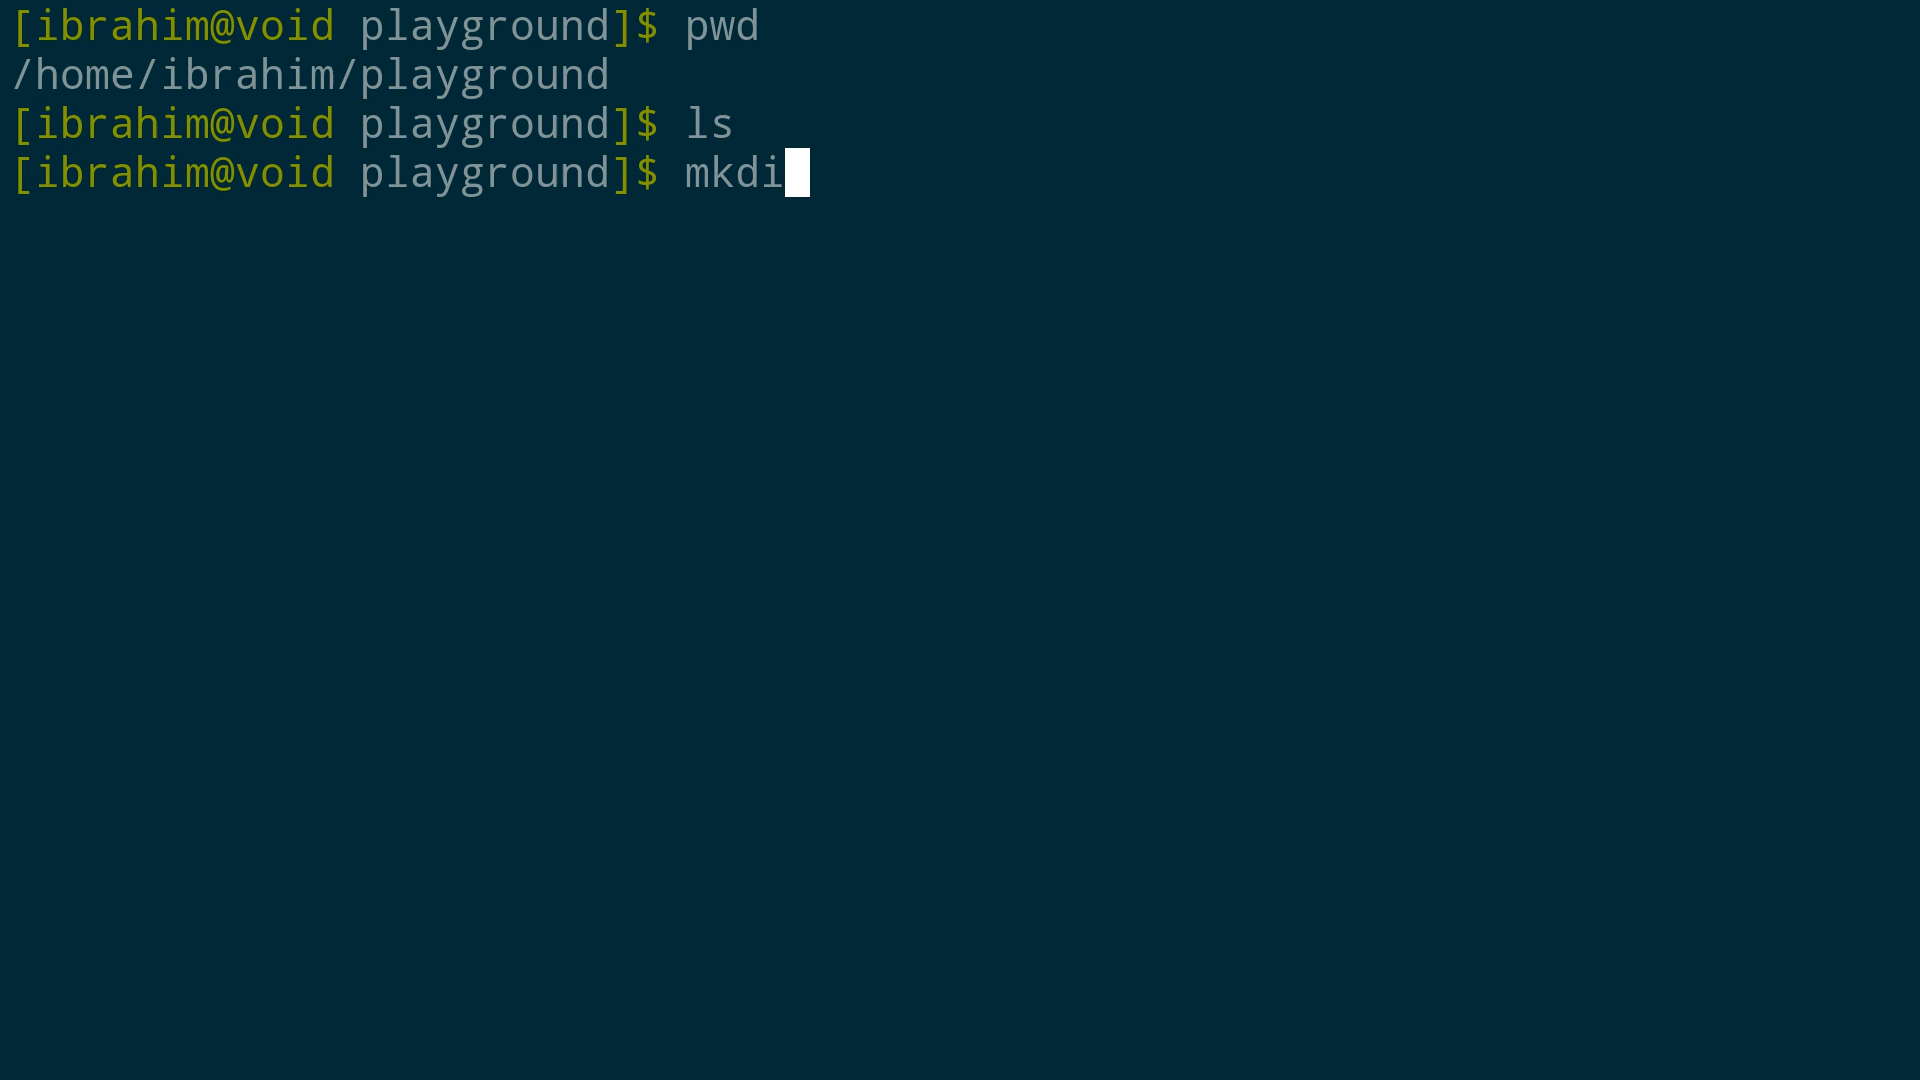 [ibrahim@void playground]$ pwd
/home/ibrahim/playground
[ibrahim@void playground]$ ls
[ibrahim@void playground]$ mkdi